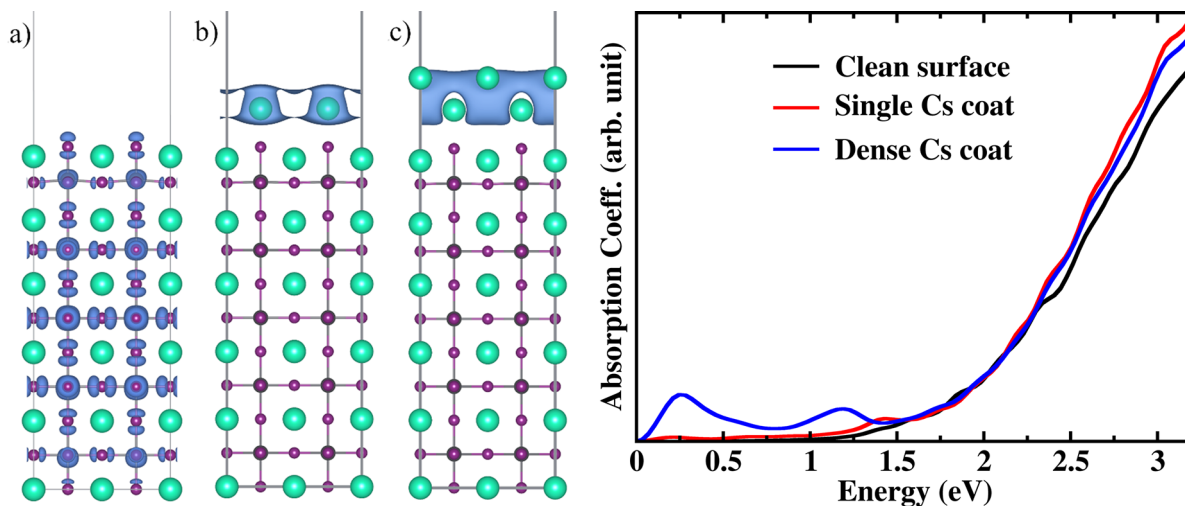 a)
b)
c)
Absorption Coeff. (arb. unit)
Clean surface
Single Cs coat
Dense Cs coat
0 0.5 1 1.5 2 2.5 3
Energy (eV)